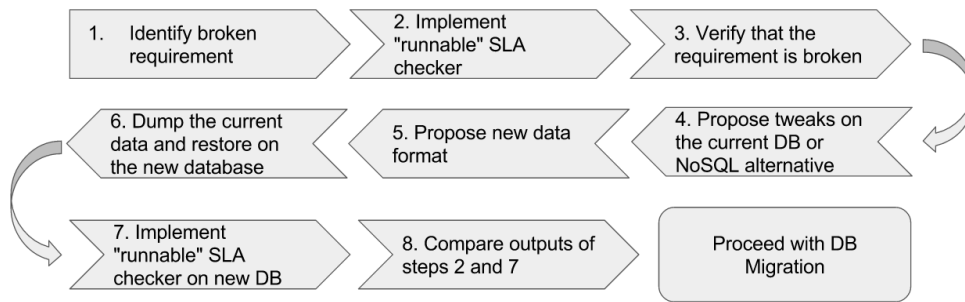 1. Identify broken
requirement
2. Implement
"runnable" SLA
checker
3. Verify that the
requirement is broken
4. Propose tweaks on
the current DB or
NoSQL alternative
5. Propose new data
format
6. Dump the current
data and restore on
the new database
7. Implement
"runnable" SLA
checker on new DB
8. Compare outputs of
steps 2 and 7
Proceed with DB
Migration